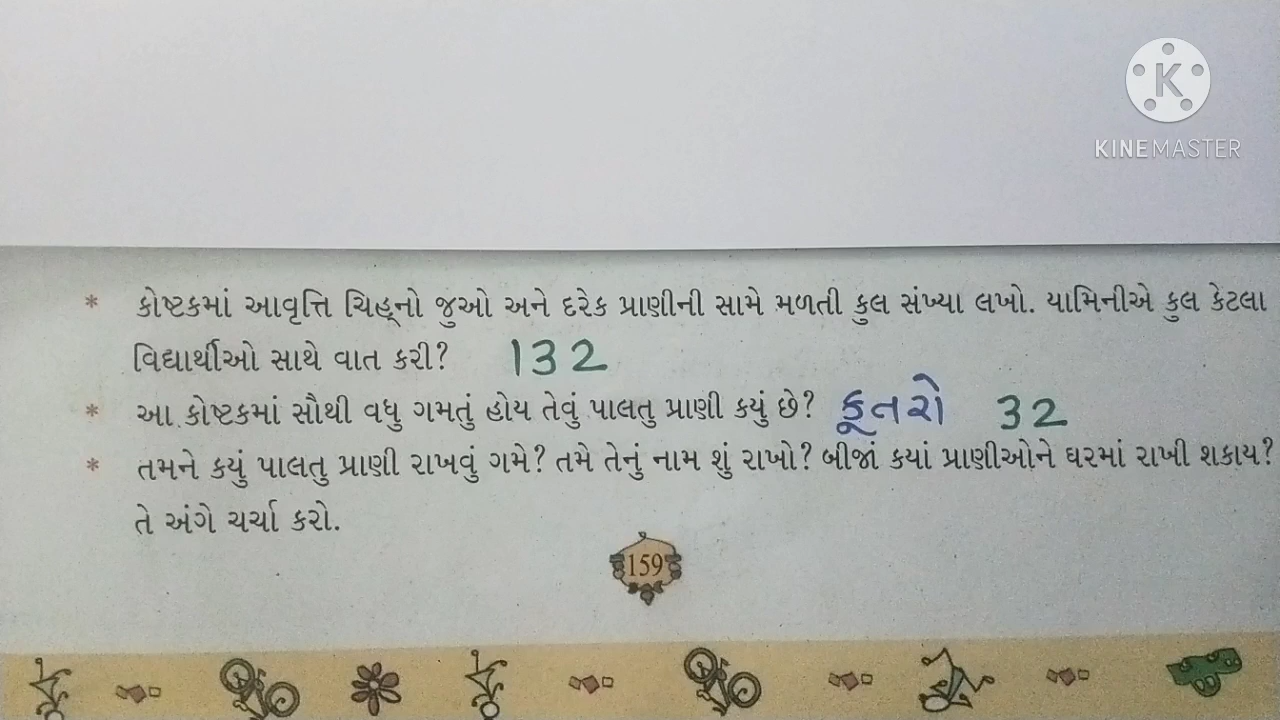 K
KINEMASTER
* કોષ્ટકમાં આવૃત્તિ ચિહ્નો જુઓ અને દરેક પ્રાણીની સામે મળતી કુલ સંખ્યા લખો. યામિનીએ કુલ કેટલા
વિદ્યાર્થીઓ સાથે વાત કરી? 132
* આ કોષ્ટકમાં સૌથી વધુ ગમતું હોય તેવું પાલતુ પ્રાણી કયું છે? કૂતરો 32
* તમને કયું પાલતુ પ્રાણી રાખવું ગમે? તમે તેનું નામ શું રાખો? બીજાં કયાં પ્રાણીઓને ઘરમાં રાખી શકાય?
તે અંગે ચર્ચા કરો.
159